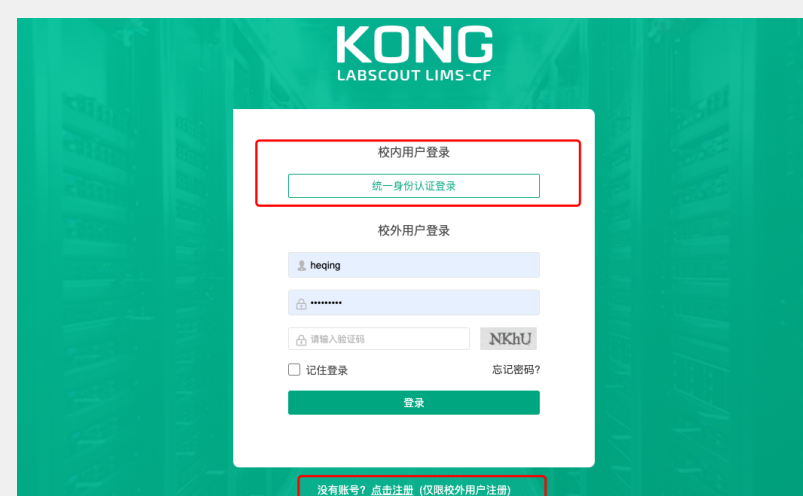 KONG
LABSCOUT LIMS-CF
校内用户登录
统一身份认证登录
校外用户登录
heqing
•••••••••
请输入验证码
NKhU
记住登录 忘记密码?
登录
没有账号? 点击注册 (仅限校外用户注册)